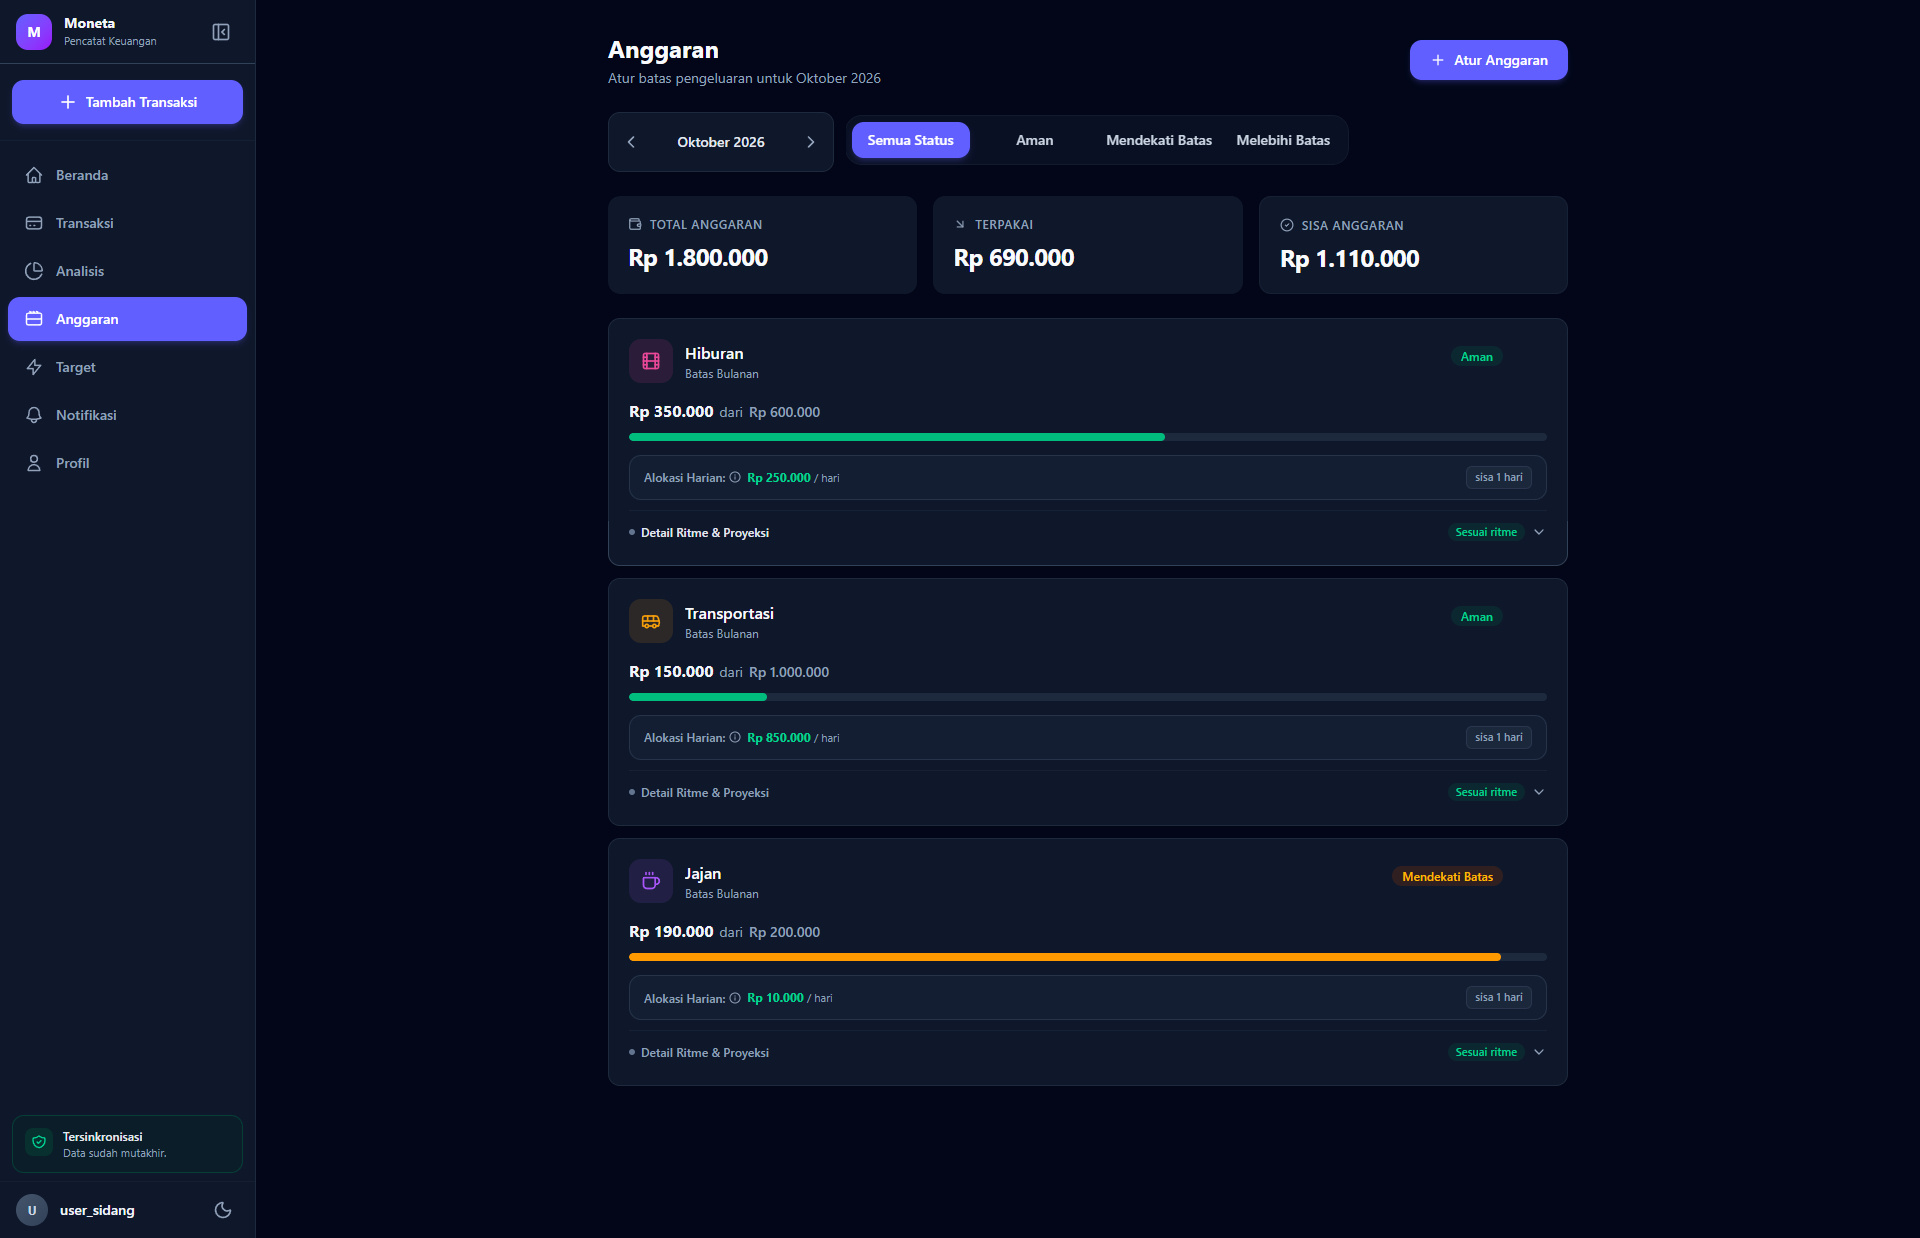 M
Moneta
Pencatat Keuangan
Tambah Transaksi
Beranda
Transaksi
Analisis
Anggaran
Target
Notifikasi
Profil
Tersinkronisasi
Data sudah mutakhir.
U
user_sidang
Anggaran
Atur batas pengeluaran untuk Oktober 2026
Atur Anggaran
Oktober 2026
Semua Status
Aman
Mendekati Batas
Melebihi Batas
TOTAL ANGGARAN
Rp 1.800.000
TERPAKAI
Rp 690.000
SISA ANGGARAN
Rp 1.110.000
Hiburan
Batas Bulanan
Aman
Rp 350.000 dari Rp 600.000
Alokasi Harian: Rp 250.000 / hari
sisa 1 hari
Detail Ritme & Proyeksi
Sesuai ritme
Transportasi
Batas Bulanan
Aman
Rp 150.000 dari Rp 1.000.000
Alokasi Harian: Rp 850.000 / hari
sisa 1 hari
Detail Ritme & Proyeksi
Sesuai ritme
Jajan
Batas Bulanan
Mendekati Batas
Rp 190.000 dari Rp 200.000
Alokasi Harian: Rp 10.000 / hari
sisa 1 hari
Detail Ritme & Proyeksi
Sesuai ritme